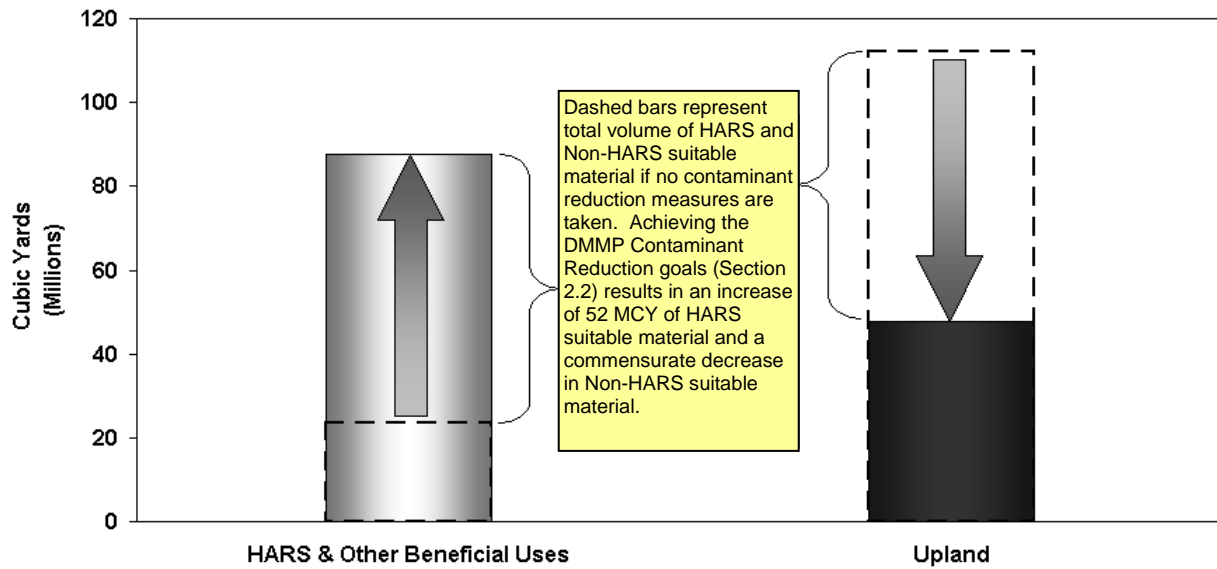 120
100
80
60
40
20
0
Cubic Yards
(Millions)
Dashed bars represent
total volume of HARS and
Non-HARS suitable
material if no contaminant
reduction measures are
taken.  Achieving the
DMMP Contaminant
Reduction goals (Section
2.2) results in an increase
of 52 MCY of HARS
suitable material and a
commensurate decrease
in Non-HARS suitable
material.
HARS & Other Beneficial Uses
Upland